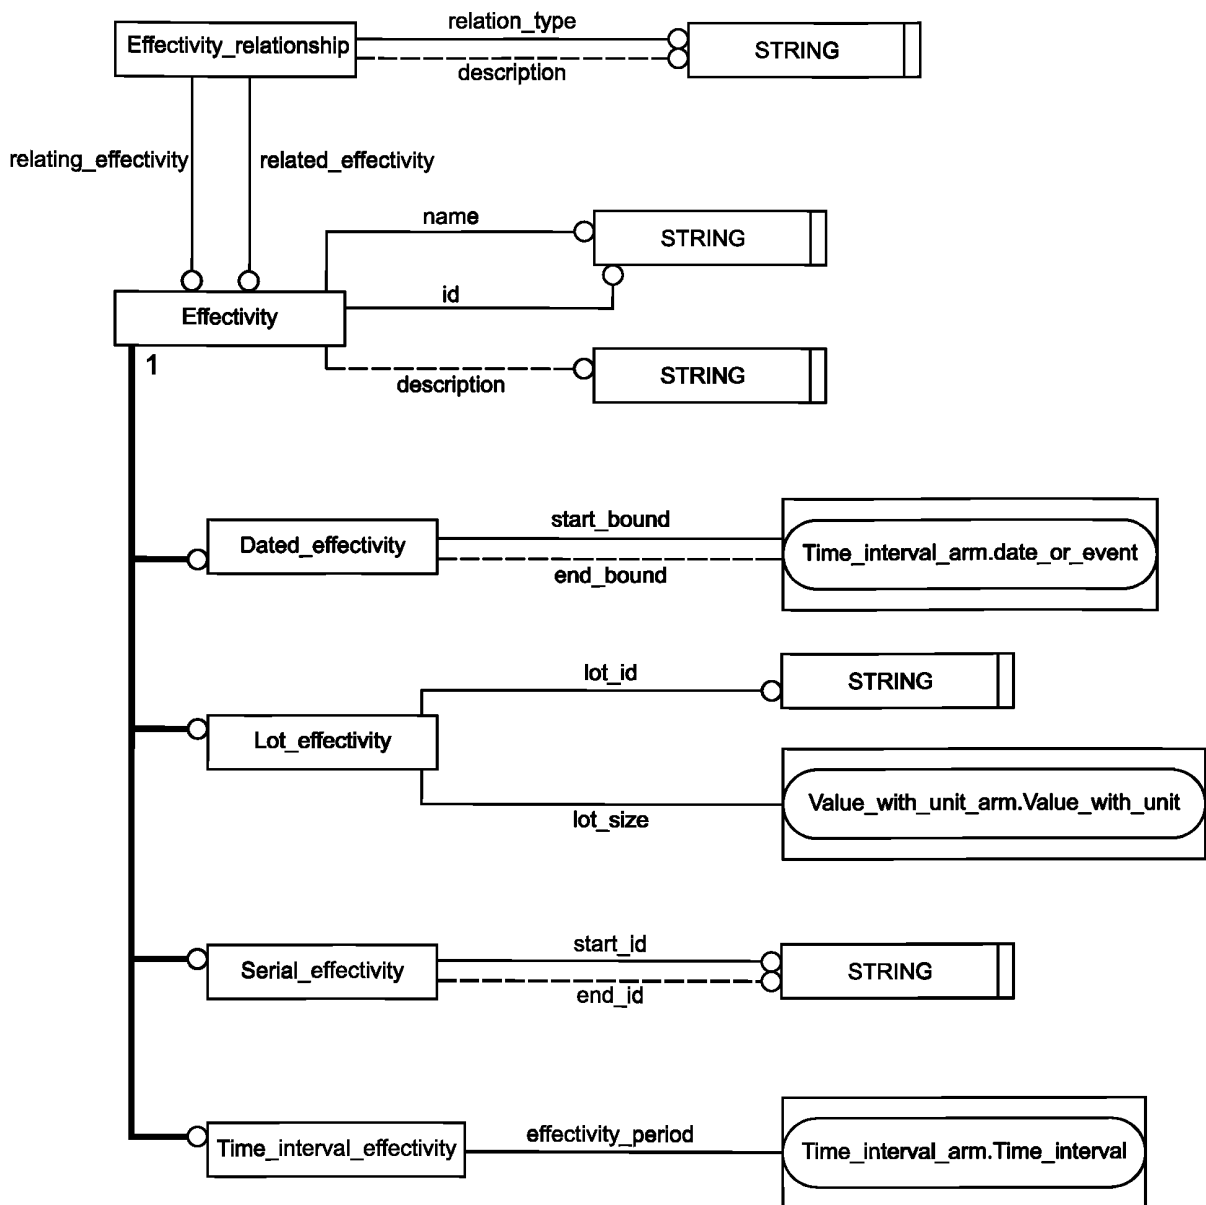 relation_type
Effectivity_relationship
STRING
description
relating_effectivity
related_effectivity
name
STRING
id
Effectivity
1
STRING
description
start_bound
Dated_effectivity
Time_interval_arm.date_or_event
end_bound
lot_id
STRING
Lot_effectivity
Value_with_unit_arm.Value_with_unit
lot_size
start_id
Serial_effectivity
STRING
end_id
effectivity_period
Time_interval_effectivity
Time_interval_arm.Time_interval